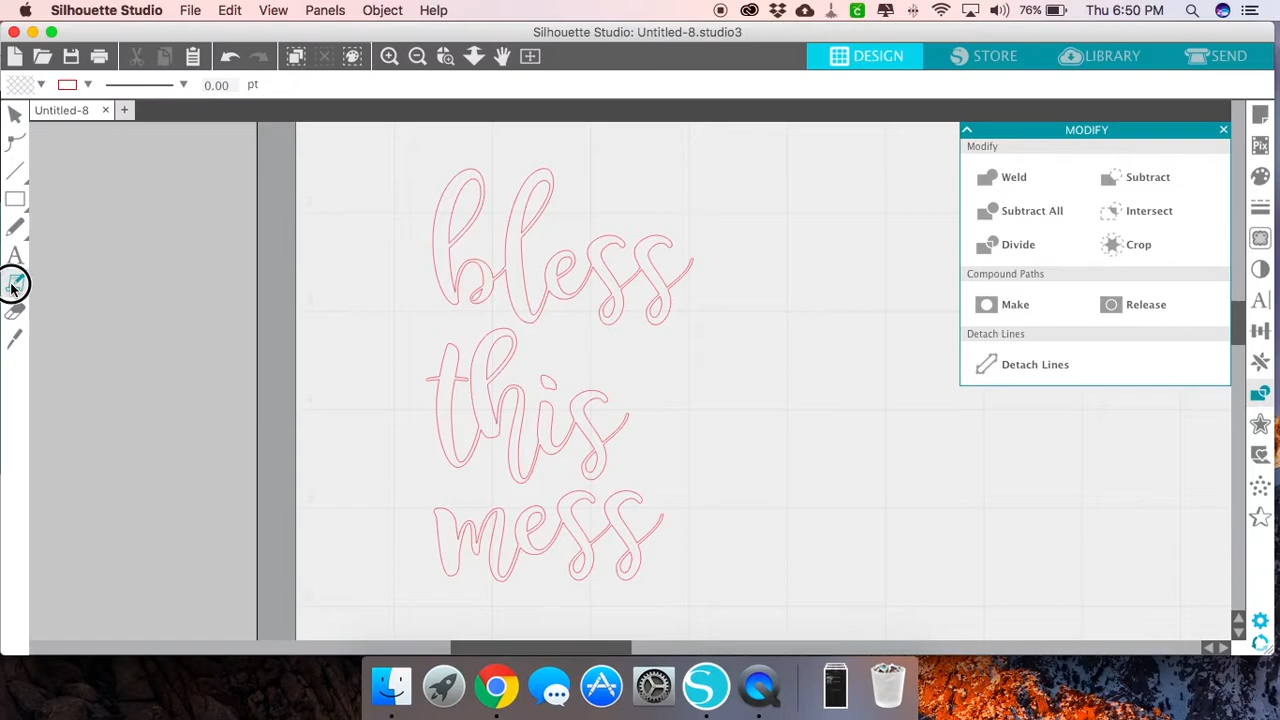 Silhouette Studio File Edit View Panels Object Help 76% Thu 6:50 PM
Silhouette Studio: Untitled-8.studio3
DESIGN STORE LIBRARY SEND
0.00 pt
Untitled-8 × +
MODIFY
Modify
Weld Subtract
Subtract All Intersect
Divide Crop
Compound Paths
Make Release
Detach Lines
Detach Lines
bless
this
mess